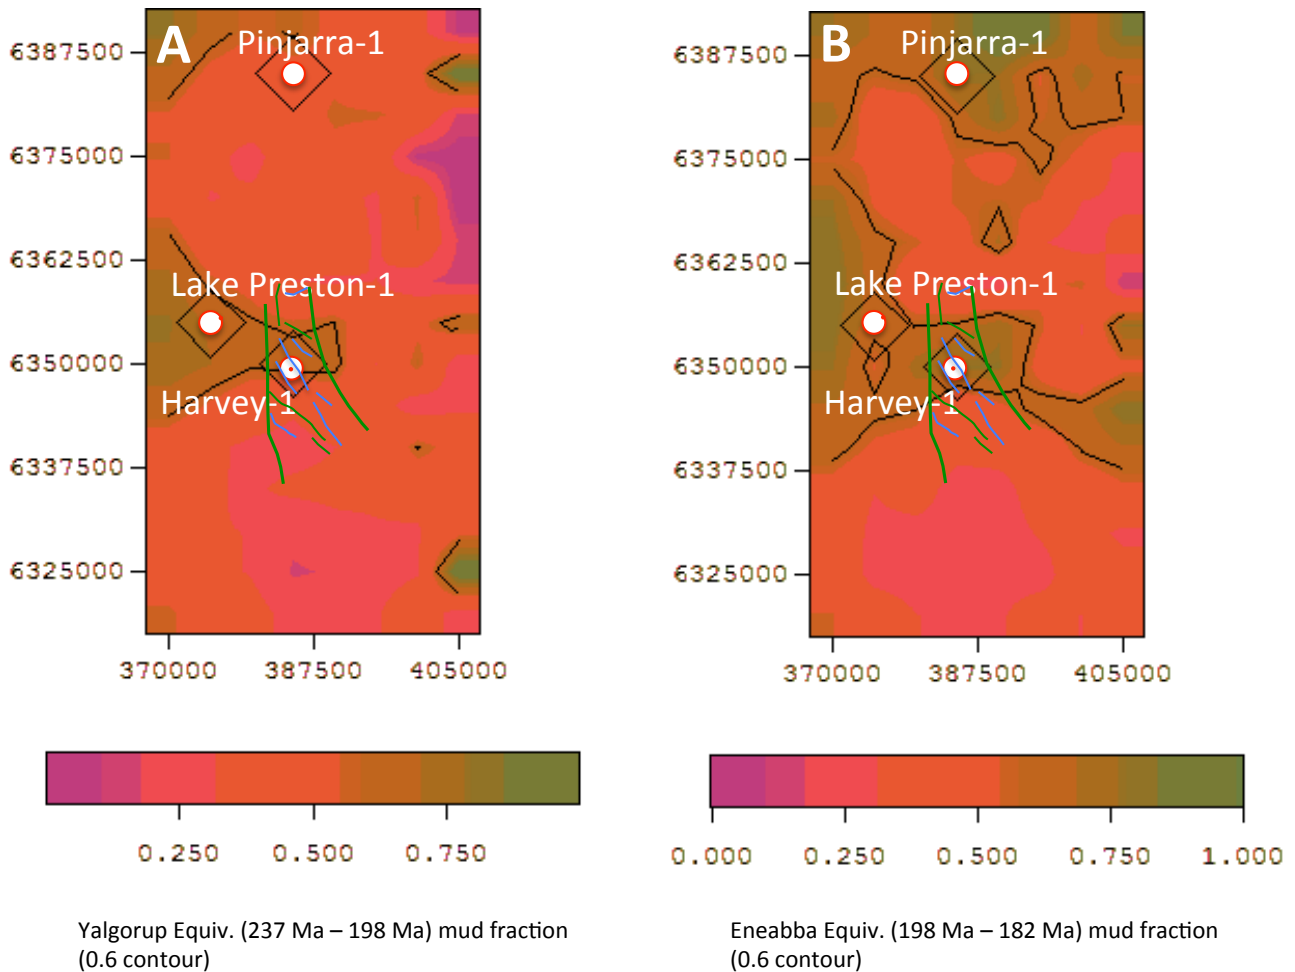 A
Pinjarra-1
6387500
6375000
6362500
Lake Preston-1
6350000
Harvey-1
6337500
6325000
370000 387500 405000
0.250 0.500 0.750
Yalgorup Equiv. (237 Ma – 198 Ma) mud fraction
(0.6 contour)
B
Pinjarra-1
6387500
6375000
6362500
Lake Preston-1
6350000
Harvey-1
6337500
6325000
370000 387500 405000
0.000 0.250 0.500 0.750 1.000
Eneabba Equiv. (198 Ma – 182 Ma) mud fraction
(0.6 contour)